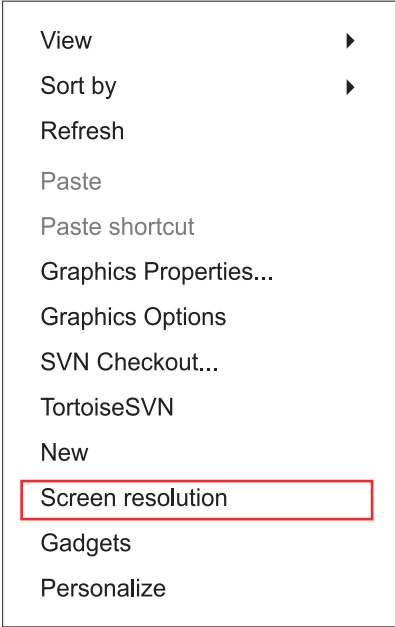 View
Sort by
Refresh
Paste
Paste shortcut
Graphics Properties...
Graphics Options
SVN Checkout...
TortoiseSVN
New
Screen resolution
Gadgets
Personalize